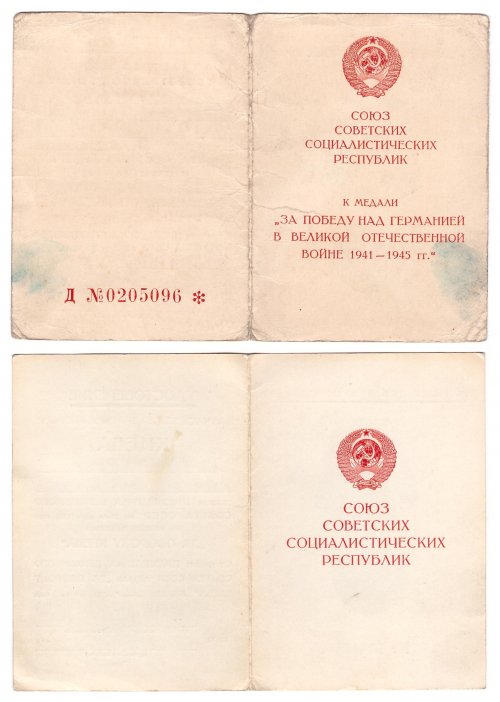 СОЮЗ
СОВЕТСКИХ
СОЦИАЛИСТИЧЕСКИХ
РЕСПУБЛИК
К МЕДАЛИ
„ЗА ПОБЕДУ НАД ГЕРМАНИЕЙ
В ВЕЛИКОЙ ОТЕЧЕСТВЕННОЙ
ВОЙНЕ 1941—1945 гг.“
Д №0205096 *
СОЮЗ
СОВЕТСКИХ
СОЦИАЛИСТИЧЕСКИХ
РЕСПУБЛИК